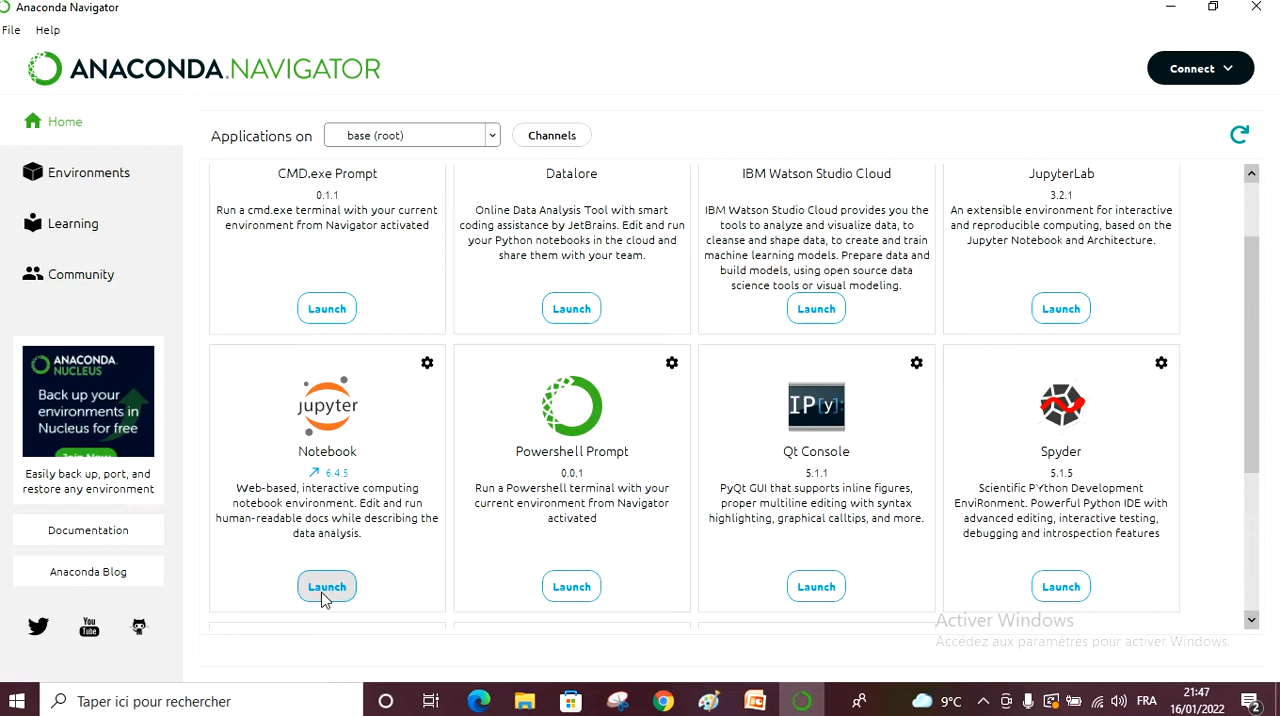 Anaconda Navigator
File Help
ANACONDA.NAVIGATOR
Connect
Home
Environments
Learning
Community
ANACONDA.
NUCLEUS
Back up your
environments in
Nucleus for free
Join Now
Easily back up, port, and
restore any environment
Documentation
Anaconda Blog
You
Tube
Applications on base (root) Channels
CMD.exe Prompt
0.1.1
Run a cmd.exe terminal with your current
environment from Navigator activated
Launch
Datalore
Online Data Analysis Tool with smart
coding assistance by JetBrains. Edit and run
your Python notebooks in the cloud and
share them with your team.
Launch
IBM Watson Studio Cloud
IBM Watson Studio Cloud provides you the
tools to analyze and visualize data, to
cleanse and shape data, to create and train
machine learning models. Prepare data and
build models, using open source data
science tools or visual modeling.
Launch
JupyterLab
3.2.1
An extensible environment for interactive
and reproducible computing, based on the
Jupyter Notebook and Architecture.
Launch
jupyter
Notebook
6.4.5
Web-based, interactive computing
notebook environment. Edit and run
human-readable docs while describing the
data analysis.
Launch
Powershell Prompt
0.0.1
Run a Powershell terminal with your
current environment from Navigator
activated
Launch
IP[y]:
Qt Console
5.1.1
PyQt GUI that supports inline figures,
proper multiline editing with syntax
highlighting, graphical calltips, and more.
Launch
Spyder
5.1.5
Scientific PYthon Development
EnviRonment. Powerful Python IDE with
advanced editing, interactive testing,
debugging and introspection features
Launch
Activer Windows
Accédez aux paramètres pour activer Windows.
Taper ici pour rechercher
9°C
FRA
21:47
16/01/2022
2